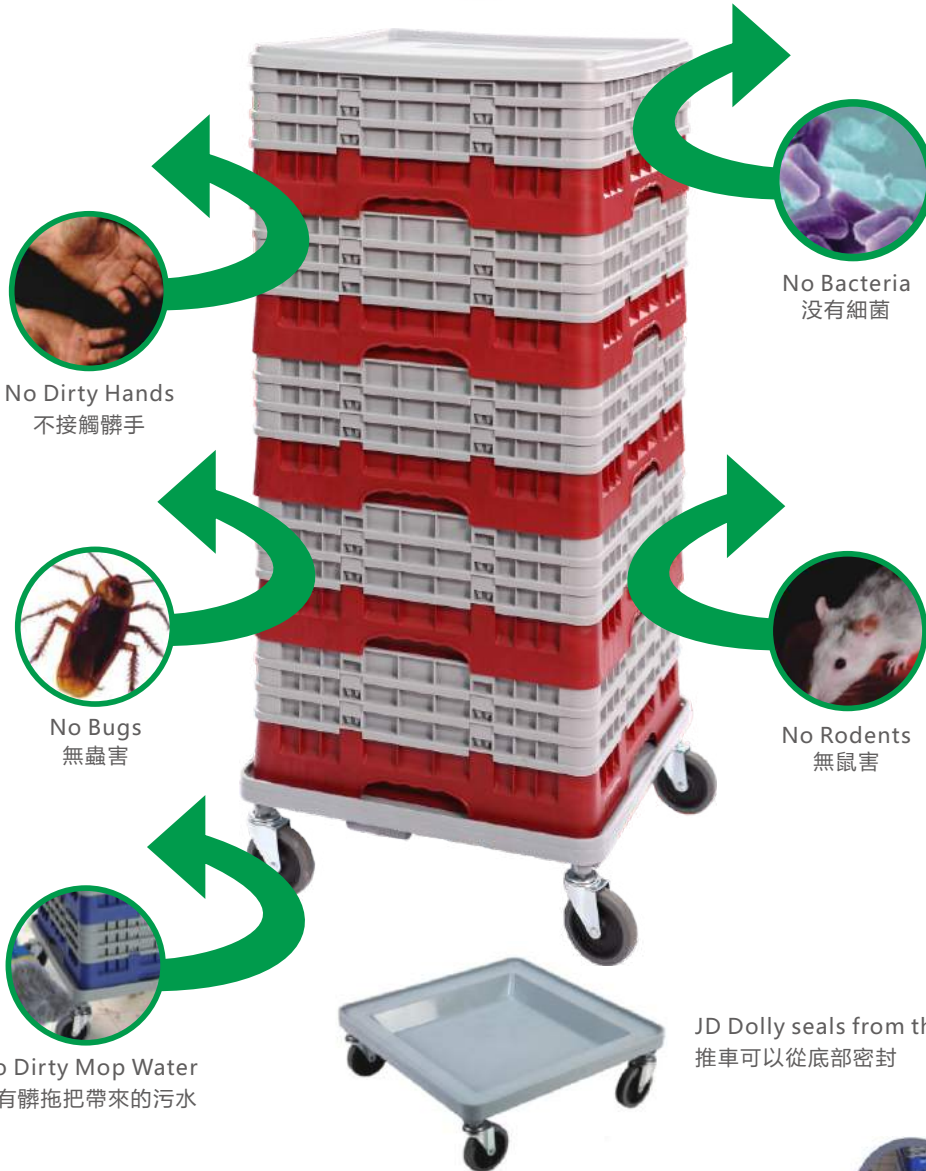 No Bacteria
没有細菌
No Dirty Hands
不接觸髒手
No Bugs
無蟲害
No Rodents
無鼠害
Dirty Mop Water
有髒拖把帶來的污水
JD Dolly seals from
推車可以從底部密封